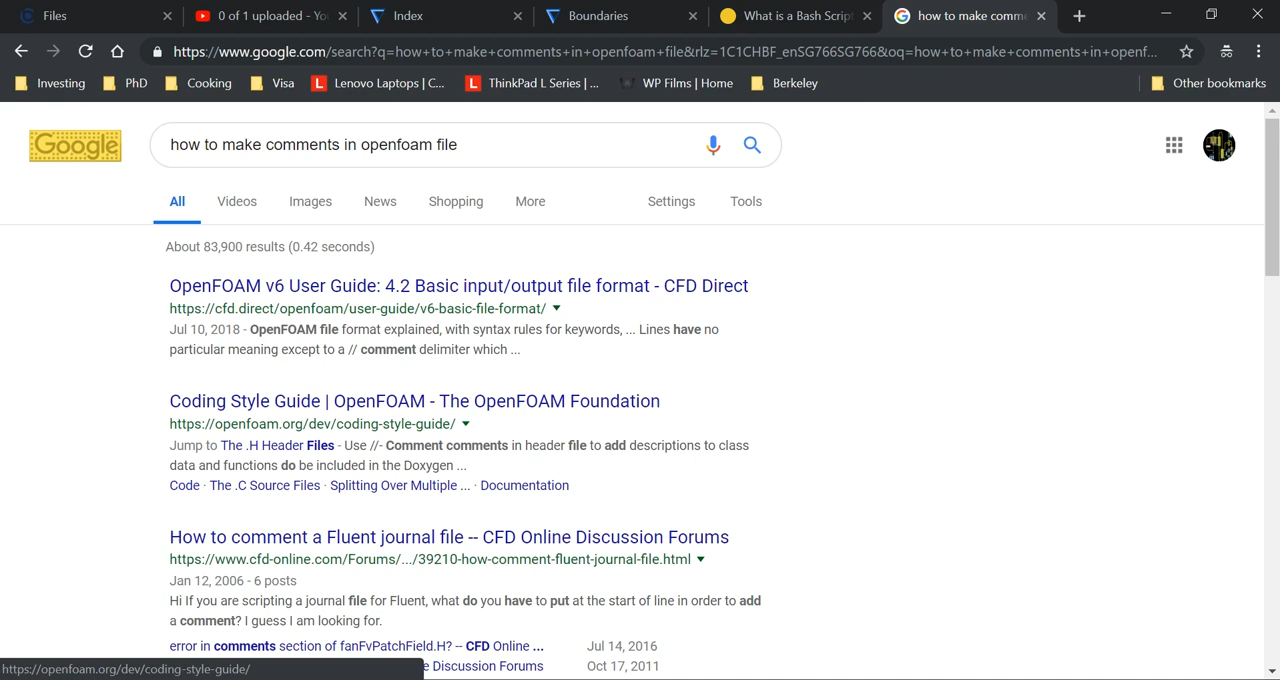 Files
0 of 1 uploaded - Yo
Index
Boundaries
What is a Bash Script
how to make comme
https://www.google.com/search?q=how+to+make+comments+in+openfoam+file&rlz=1C1CHBF_enSG766SG766&oq=how+to+make+comments+in+openf...
Investing
PhD
Cooking
Visa
L Lenovo Laptops | C...
L ThinkPad L Series | ...
WP Films | Home
Berkeley
Other bookmarks
Google
how to make comments in openfoam file
All Videos Images News Shopping More Settings Tools
About 83,900 results (0.42 seconds)
OpenFOAM v6 User Guide: 4.2 Basic input/output file format - CFD Direct
https://cfd.direct/openfoam/user-guide/v6-basic-file-format/
Jul 10, 2018 - OpenFOAM file format explained, with syntax rules for keywords, ... Lines have no
particular meaning except to a // comment delimiter which ...
Coding Style Guide | OpenFOAM - The OpenFOAM Foundation
https://openfoam.org/dev/coding-style-guide/
Jump to The .H Header Files - Use //- Comment comments in header file to add descriptions to class
data and functions do be included in the Doxygen ...
Code · The .C Source Files · Splitting Over Multiple ... · Documentation
How to comment a Fluent journal file -- CFD Online Discussion Forums
https://www.cfd-online.com/Forums/.../39210-how-comment-fluent-journal-file.html
Jan 12, 2006 - 6 posts
Hi If you are scripting a journal file for Fluent, what do you have to put at the start of line in order to add
a comment? I guess I am looking for.
error in comments section of fanFvPatchField.H? -- CFD Online ... Jul 14, 2016
e Discussion Forums Oct 17, 2011
https://openfoam.org/dev/coding-style-guide/